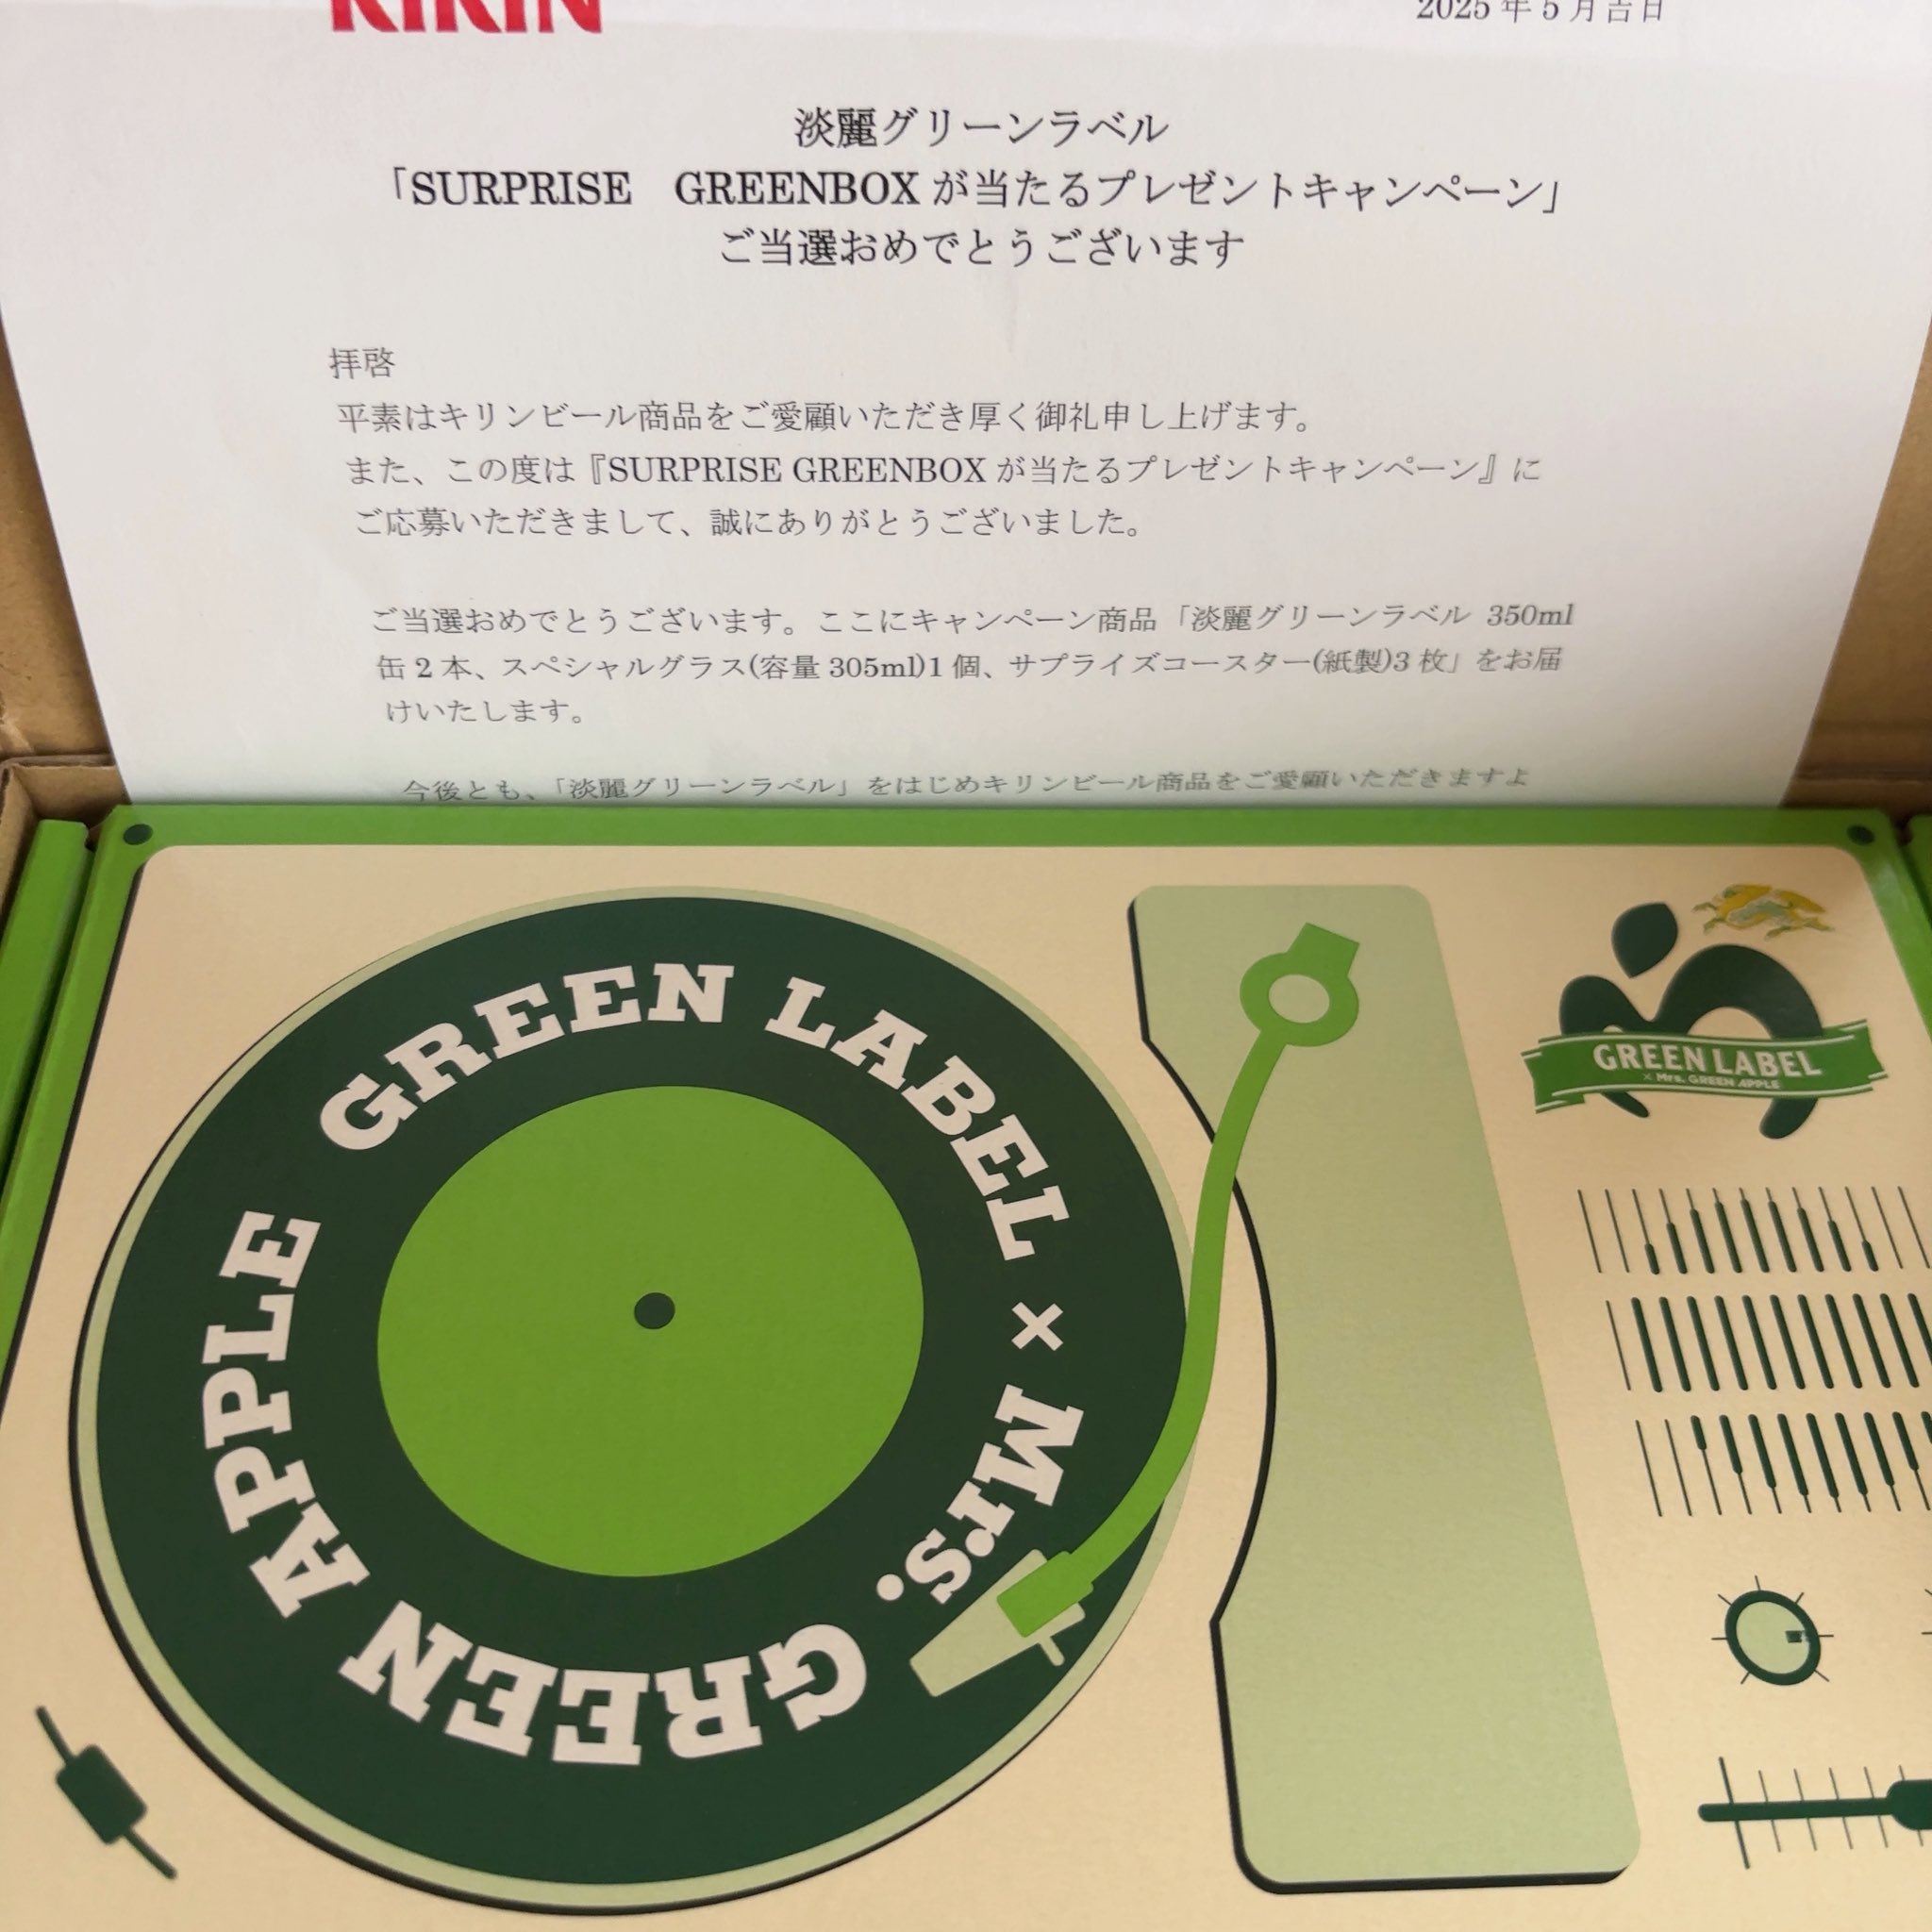 KIRIN
2025年5月吉日
淡麗グリーンラベル
「SURPRISE　GREENBOX が当たるプレゼントキャンペーン」
ご当選おめでとうございます
拝啓
平素はキリンビール商品をご愛顧いただき厚く御礼申し上げます。
また、この度は『SURPRISE GREENBOX が当たるプレゼントキャンペーン』に
ご応募いただきまして、誠にありがとうございました。
ご当選おめでとうございます。ここにキャンペーン商品「淡麗グリーンラベル 350ml
缶 2 本、スペシャルグラス(容量 305ml)1 個、サプライズコースター(紙製)3 枚」をお届
けいたします。
今後とも、「淡麗グリーンラベル」をはじめキリンビール商品をご愛顧いただきますよ
GREEN LABEL × Mrs. GREEN APPLE
GREEN LABEL
× Mrs. GREEN APPLE